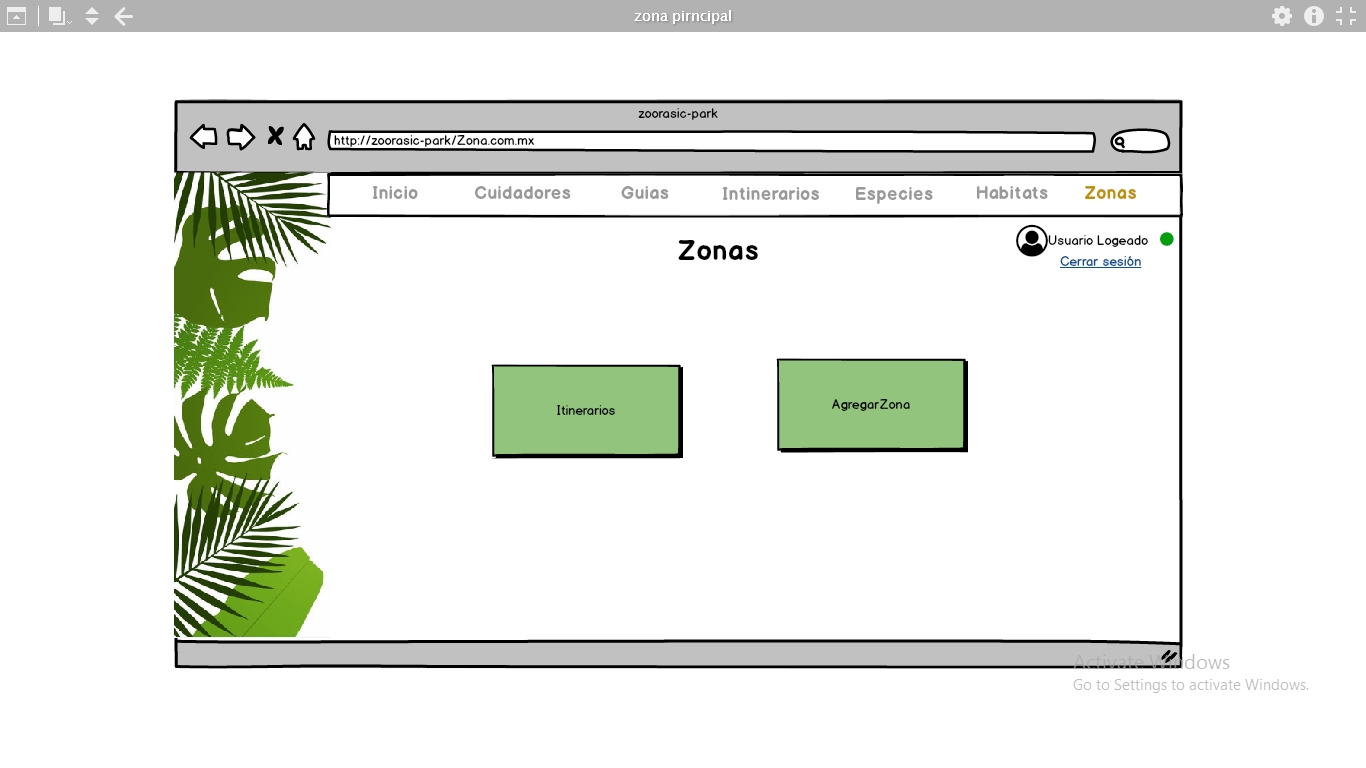 zona pirncipal
zoorasic-park
http://zoorasic-park/Zona.com.mx
Inicio Cuidadores Guias Intinerarios Especies Habitats Zonas
Zonas
Usuario Logeado
Cerrar sesión
Itinerarios
AgregarZona
Activate Windows
Go to Settings to activate Windows.